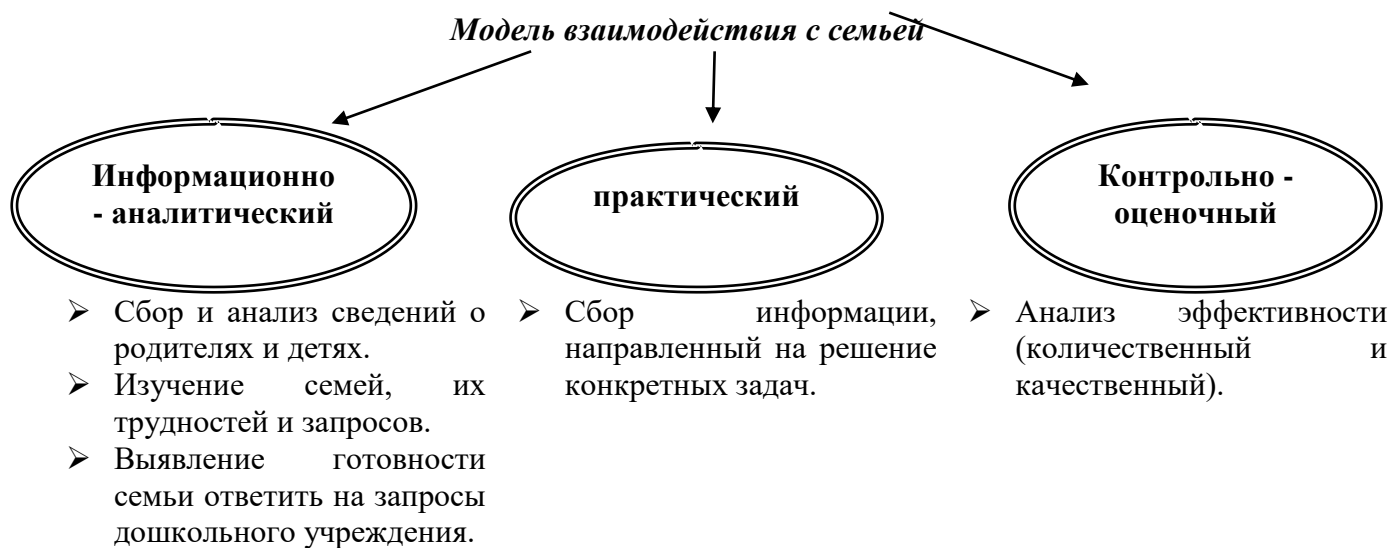 Модель взаимодействия с семьей
Информационно
- аналитический
практический
Контрольно -
оценочный
➢ Сбор и анализ сведений о
родителях и детях.
➢ Изучение семей, их
трудностей и запросов.
➢ Выявление готовности
семьи ответить на запросы
дошкольного учреждения.
➢ Сбор информации,
направленный на решение
конкретных задач.
➢ Анализ эффективности
(количественный и
качественный).